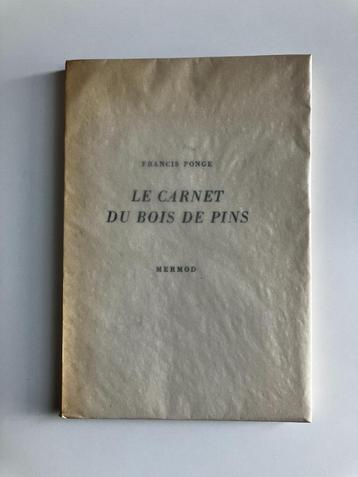 FRANCIS PONGE
LE CARNET
DU BOIS DE PINS
MERMOD